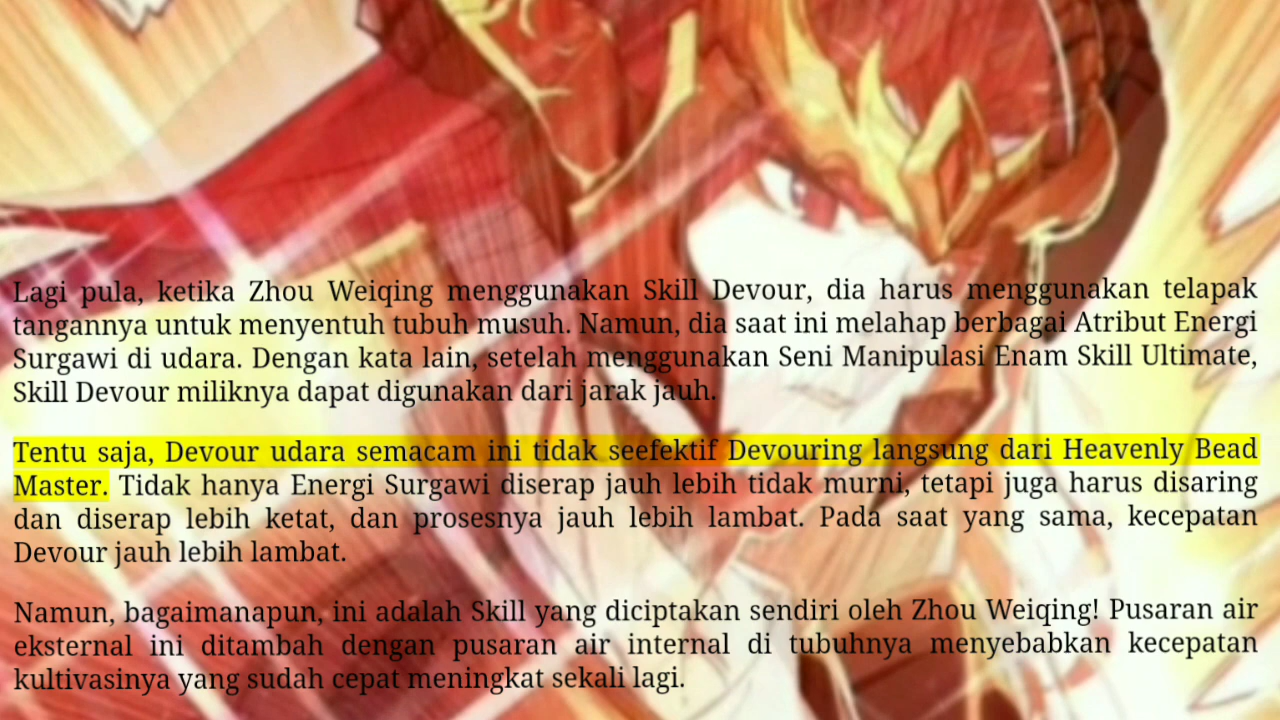 Lagi pula, ketika Zhou Weiqing menggunakan Skill Devour, dia harus menggunakan telapak
tangannya untuk menyentuh tubuh musuh. Namun, dia saat ini melahap berbagai Atribut Energi
Surgawi di udara. Dengan kata lain, setelah menggunakan Seni Manipulasi Enam Skill Ultimate,
Skill Devour miliknya dapat digunakan dari jarak jauh.
Tentu saja, Devour udara semacam ini tidak seefektif Devouring langsung dari Heavenly Bead
Master. Tidak hanya Energi Surgawi diserap jauh lebih tidak murni, tetapi juga harus disaring
dan diserap lebih ketat, dan prosesnya jauh lebih lambat. Pada saat yang sama, kecepatan
Devour jauh lebih lambat.
Namun, bagaimanapun, ini adalah Skill yang diciptakan sendiri oleh Zhou Weiqing! Pusaran air
eksternal ini ditambah dengan pusaran air internal di tubuhnya menyebabkan kecepatan
kultivasinya yang sudah cepat meningkat sekali lagi.